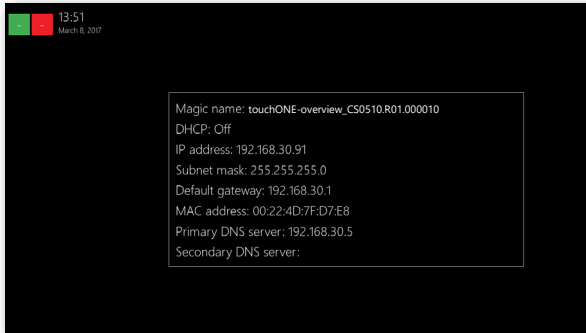 - -
13:51
March 8, 2017
Magic name: touchONE-overview_CS0510.R01.000010
DHCP: Off
IP address: 192.168.30.91
Subnet mask: 255.255.255.0
Default gateway: 192.168.30.1
MAC address: 00:22:4D:7F:D7:E8
Primary DNS server: 192.168.30.5
Secondary DNS server: